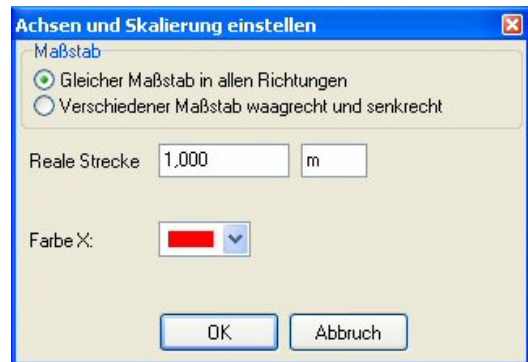 Achsen und Skalierung einstellen
Maßstab
Gleicher Maßstab in allen Richtungen
Verschiedener Maßstab waagrecht und senkrecht
Reale Strecke 1,000 m
Farbe X:
OK Abbruch